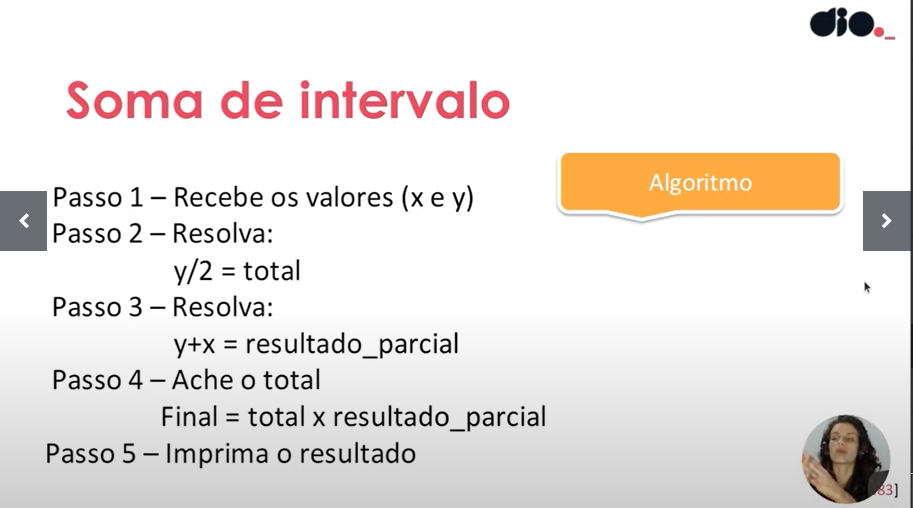 dio._
Soma de intervalo
Algoritmo
Passo 1 – Recebe os valores (x e y)
Passo 2 – Resolva:
y/2 = total
Passo 3 – Resolva:
y+x = resultado_parcial
Passo 4 – Ache o total
Final = total x resultado_parcial
Passo 5 – Imprima o resultado
83]